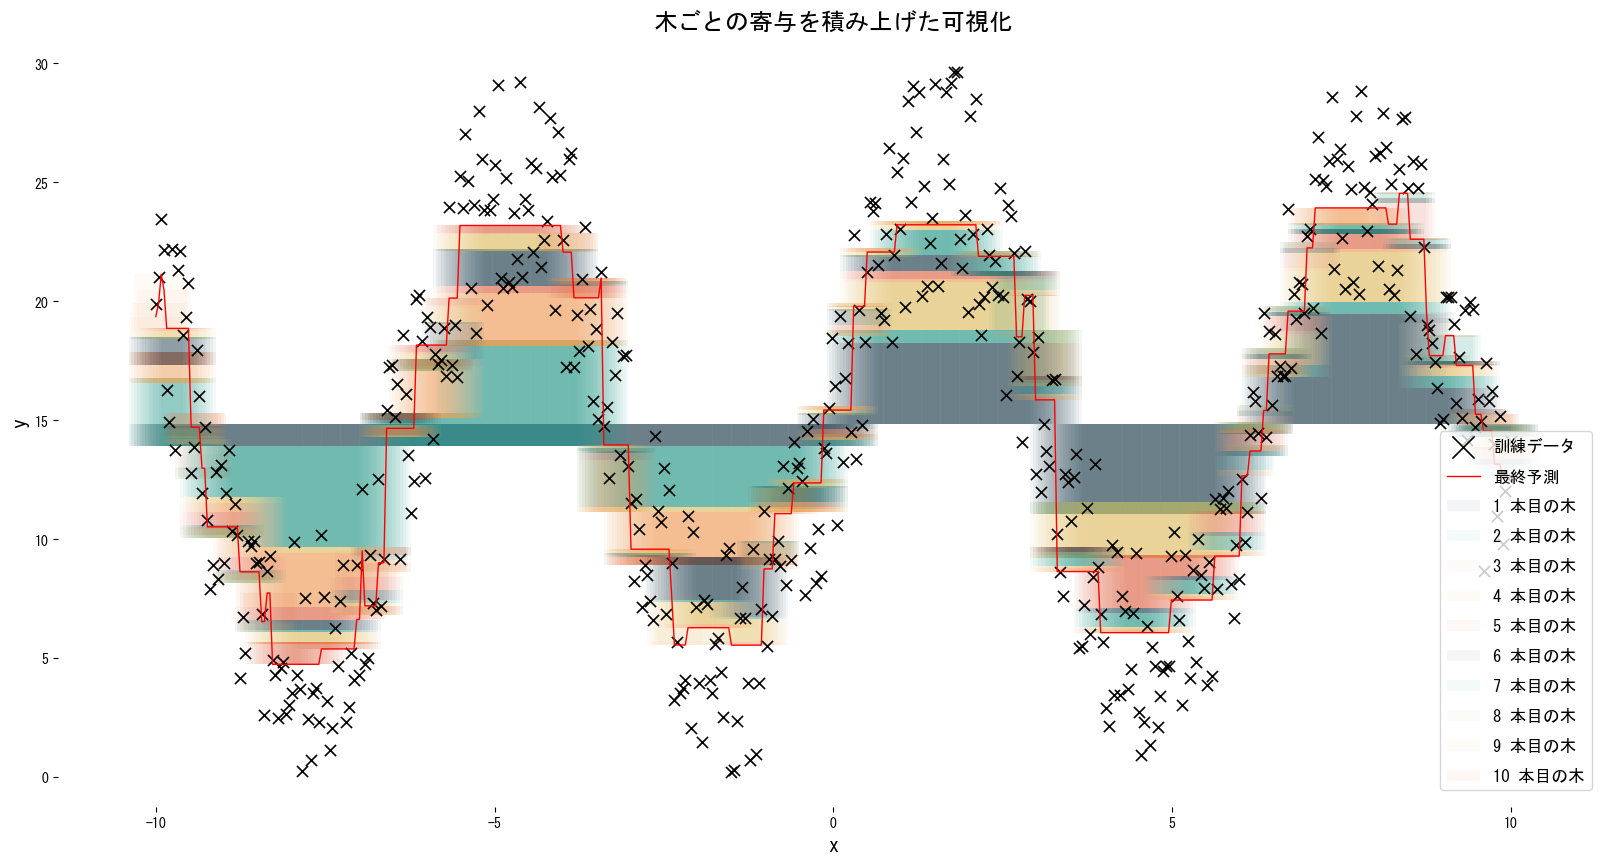 木ごとの寄与を積み上げた可視化
30
25
20
15
10
5
0
y
-10
-5
0
5
10
x
訓練データ
最終予測
1 本目の木
2 本目の木
3 本目の木
4 本目の木
5 本目の木
6 本目の木
7 本目の木
8 本目の木
9 本目の木
10 本目の木